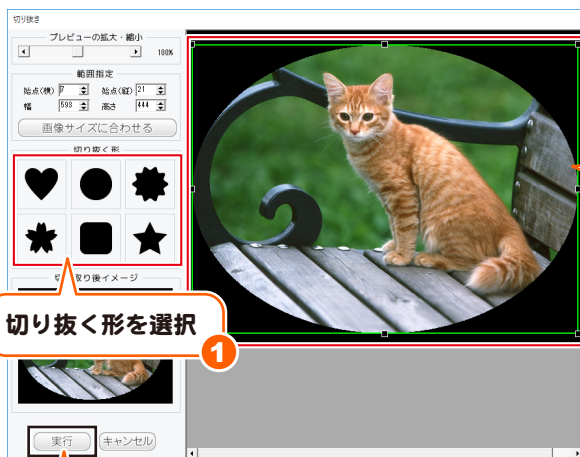 切り抜き
プレビューの拡大・縮小
100%
範囲指定
始点(横) 7 始点(縦) 21
幅 593 高さ 444
画像サイズに合わせる
切り抜く形
切り取り後イメージ
切り抜く形を選択
1
実行 キャンセル